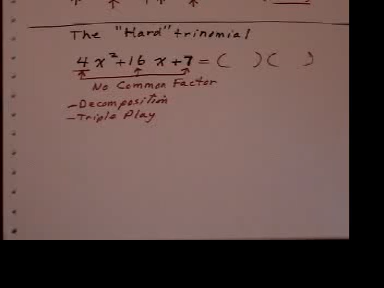 The "Hard" trinomial
4x²+16x+7=( )( )
No Common Factor
-Decomposition
-Triple Play